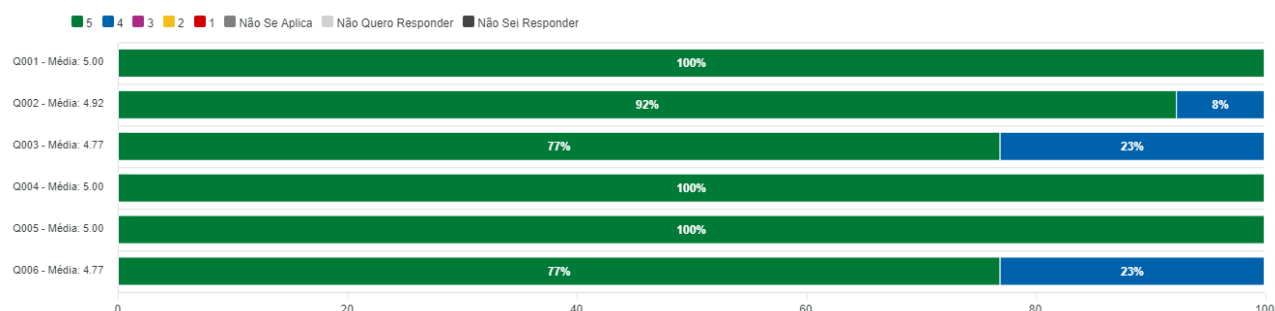 5 4 3 2 1 Não Se Aplica Não Quero Responder Não Sei Responder
Q001 - Média: 5.00 100%
Q002 - Média: 4.92 92% 8%
Q003 - Média: 4.77 77% 23%
Q004 - Média: 5.00 100%
Q005 - Média: 5.00 100%
Q006 - Média: 4.77 77% 23%
0 20 40 60 80 100